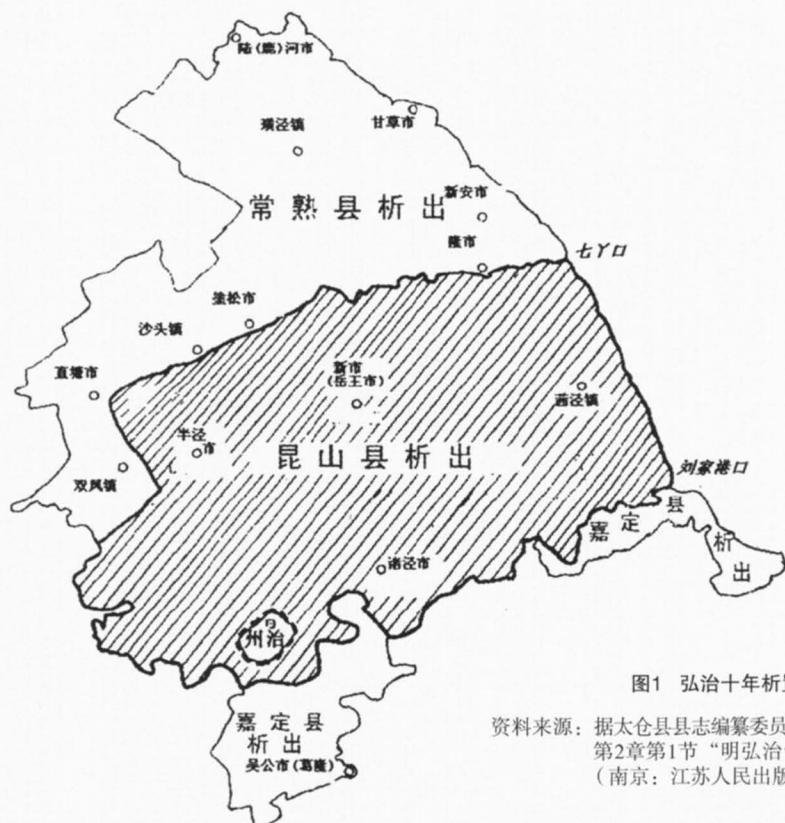 陆(鹿)河市
甘草市
璜泾镇
新安市
常熟县析出
隆市
七丫口
涂松市
沙头镇
直塘市
新市
(岳王市)
茜泾镇
半泾
市
昆山县析出
双凤镇
刘家港口
嘉定县
析出
诸泾市
州治
嘉定县
析出
吴公市(葛隆)
图1 弘治十年析
资料来源：据太仓县县志编纂委员
第2章第1节“明弘治
（南京：江苏人民出版